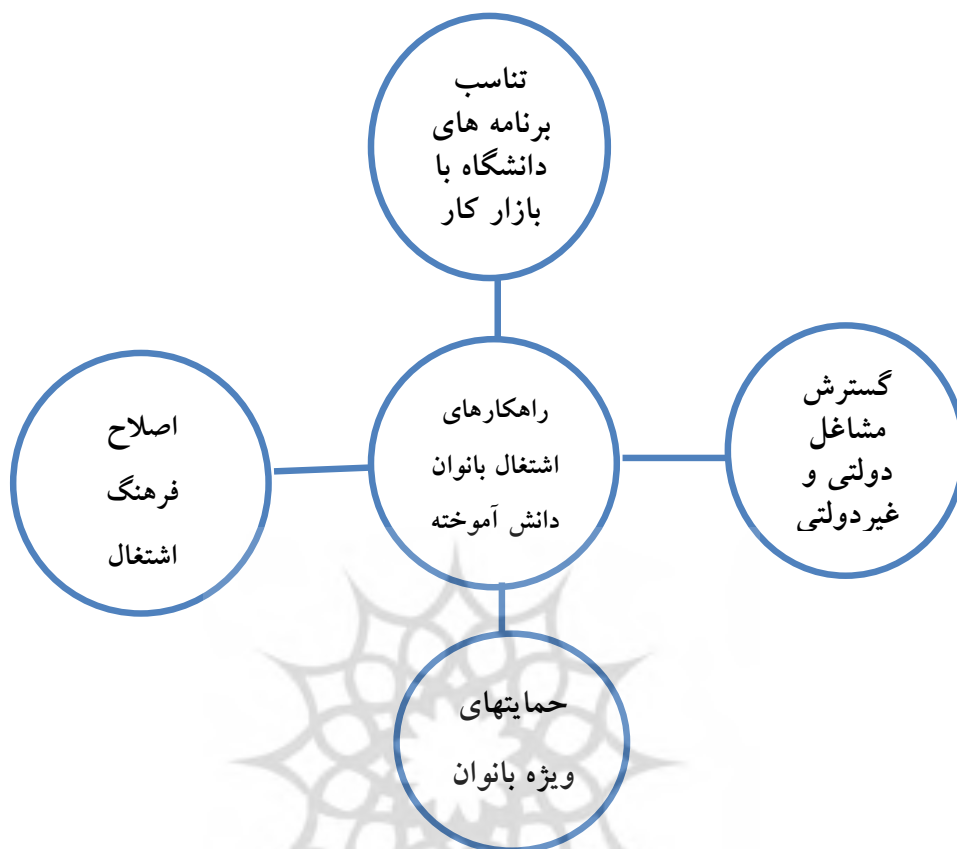 تناسب
برنامه های
دانشگاه با
بازار کار
گسترش
مشاغل
دولتی و
غیردولتی
راهکارهای
اشتغال بانوان
دانش آموخته
اصلاح
فرهنگ
اشتغال
حمایتهای
ویژه بانوان